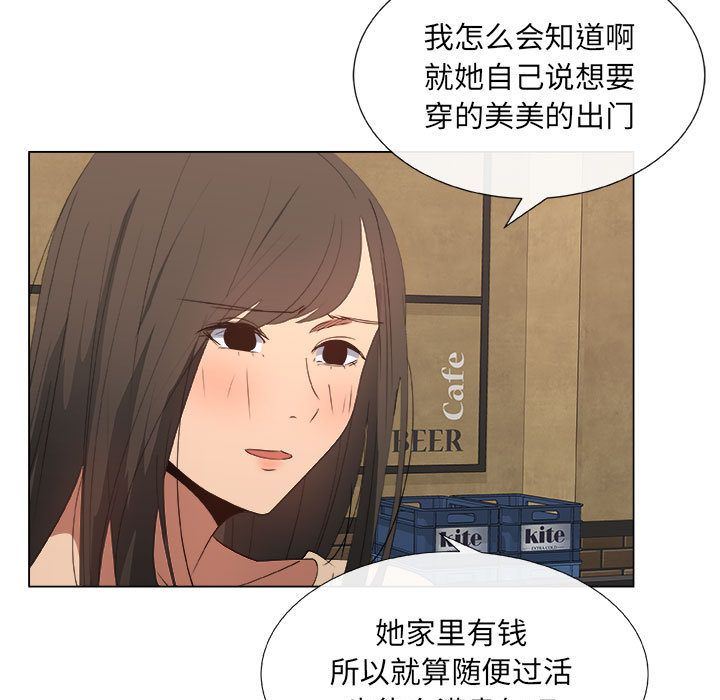 我怎么会知道啊
就她自己说想要
穿的美美的出门
Cafe
BEER
kite
kite
EXTRA COLD
她家里有钱
所以就算随便过活